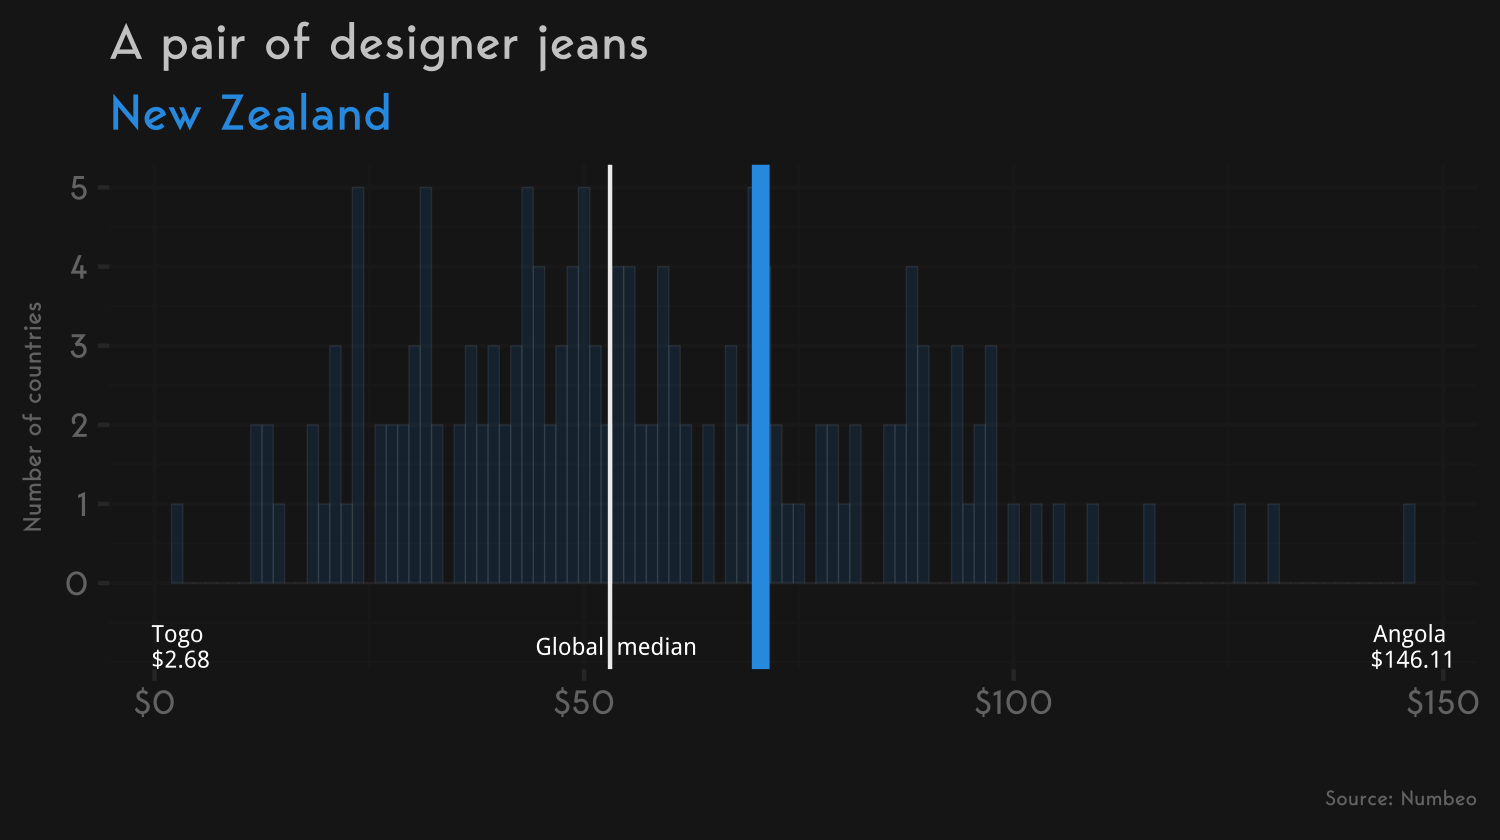 A pair of designer jeans
New Zealand
Number of countries
5
4
3
2
1
0
Togo
$2.68
Global median
Angola
$146.11
$0
$50
$100
$150
Source: Numbeo